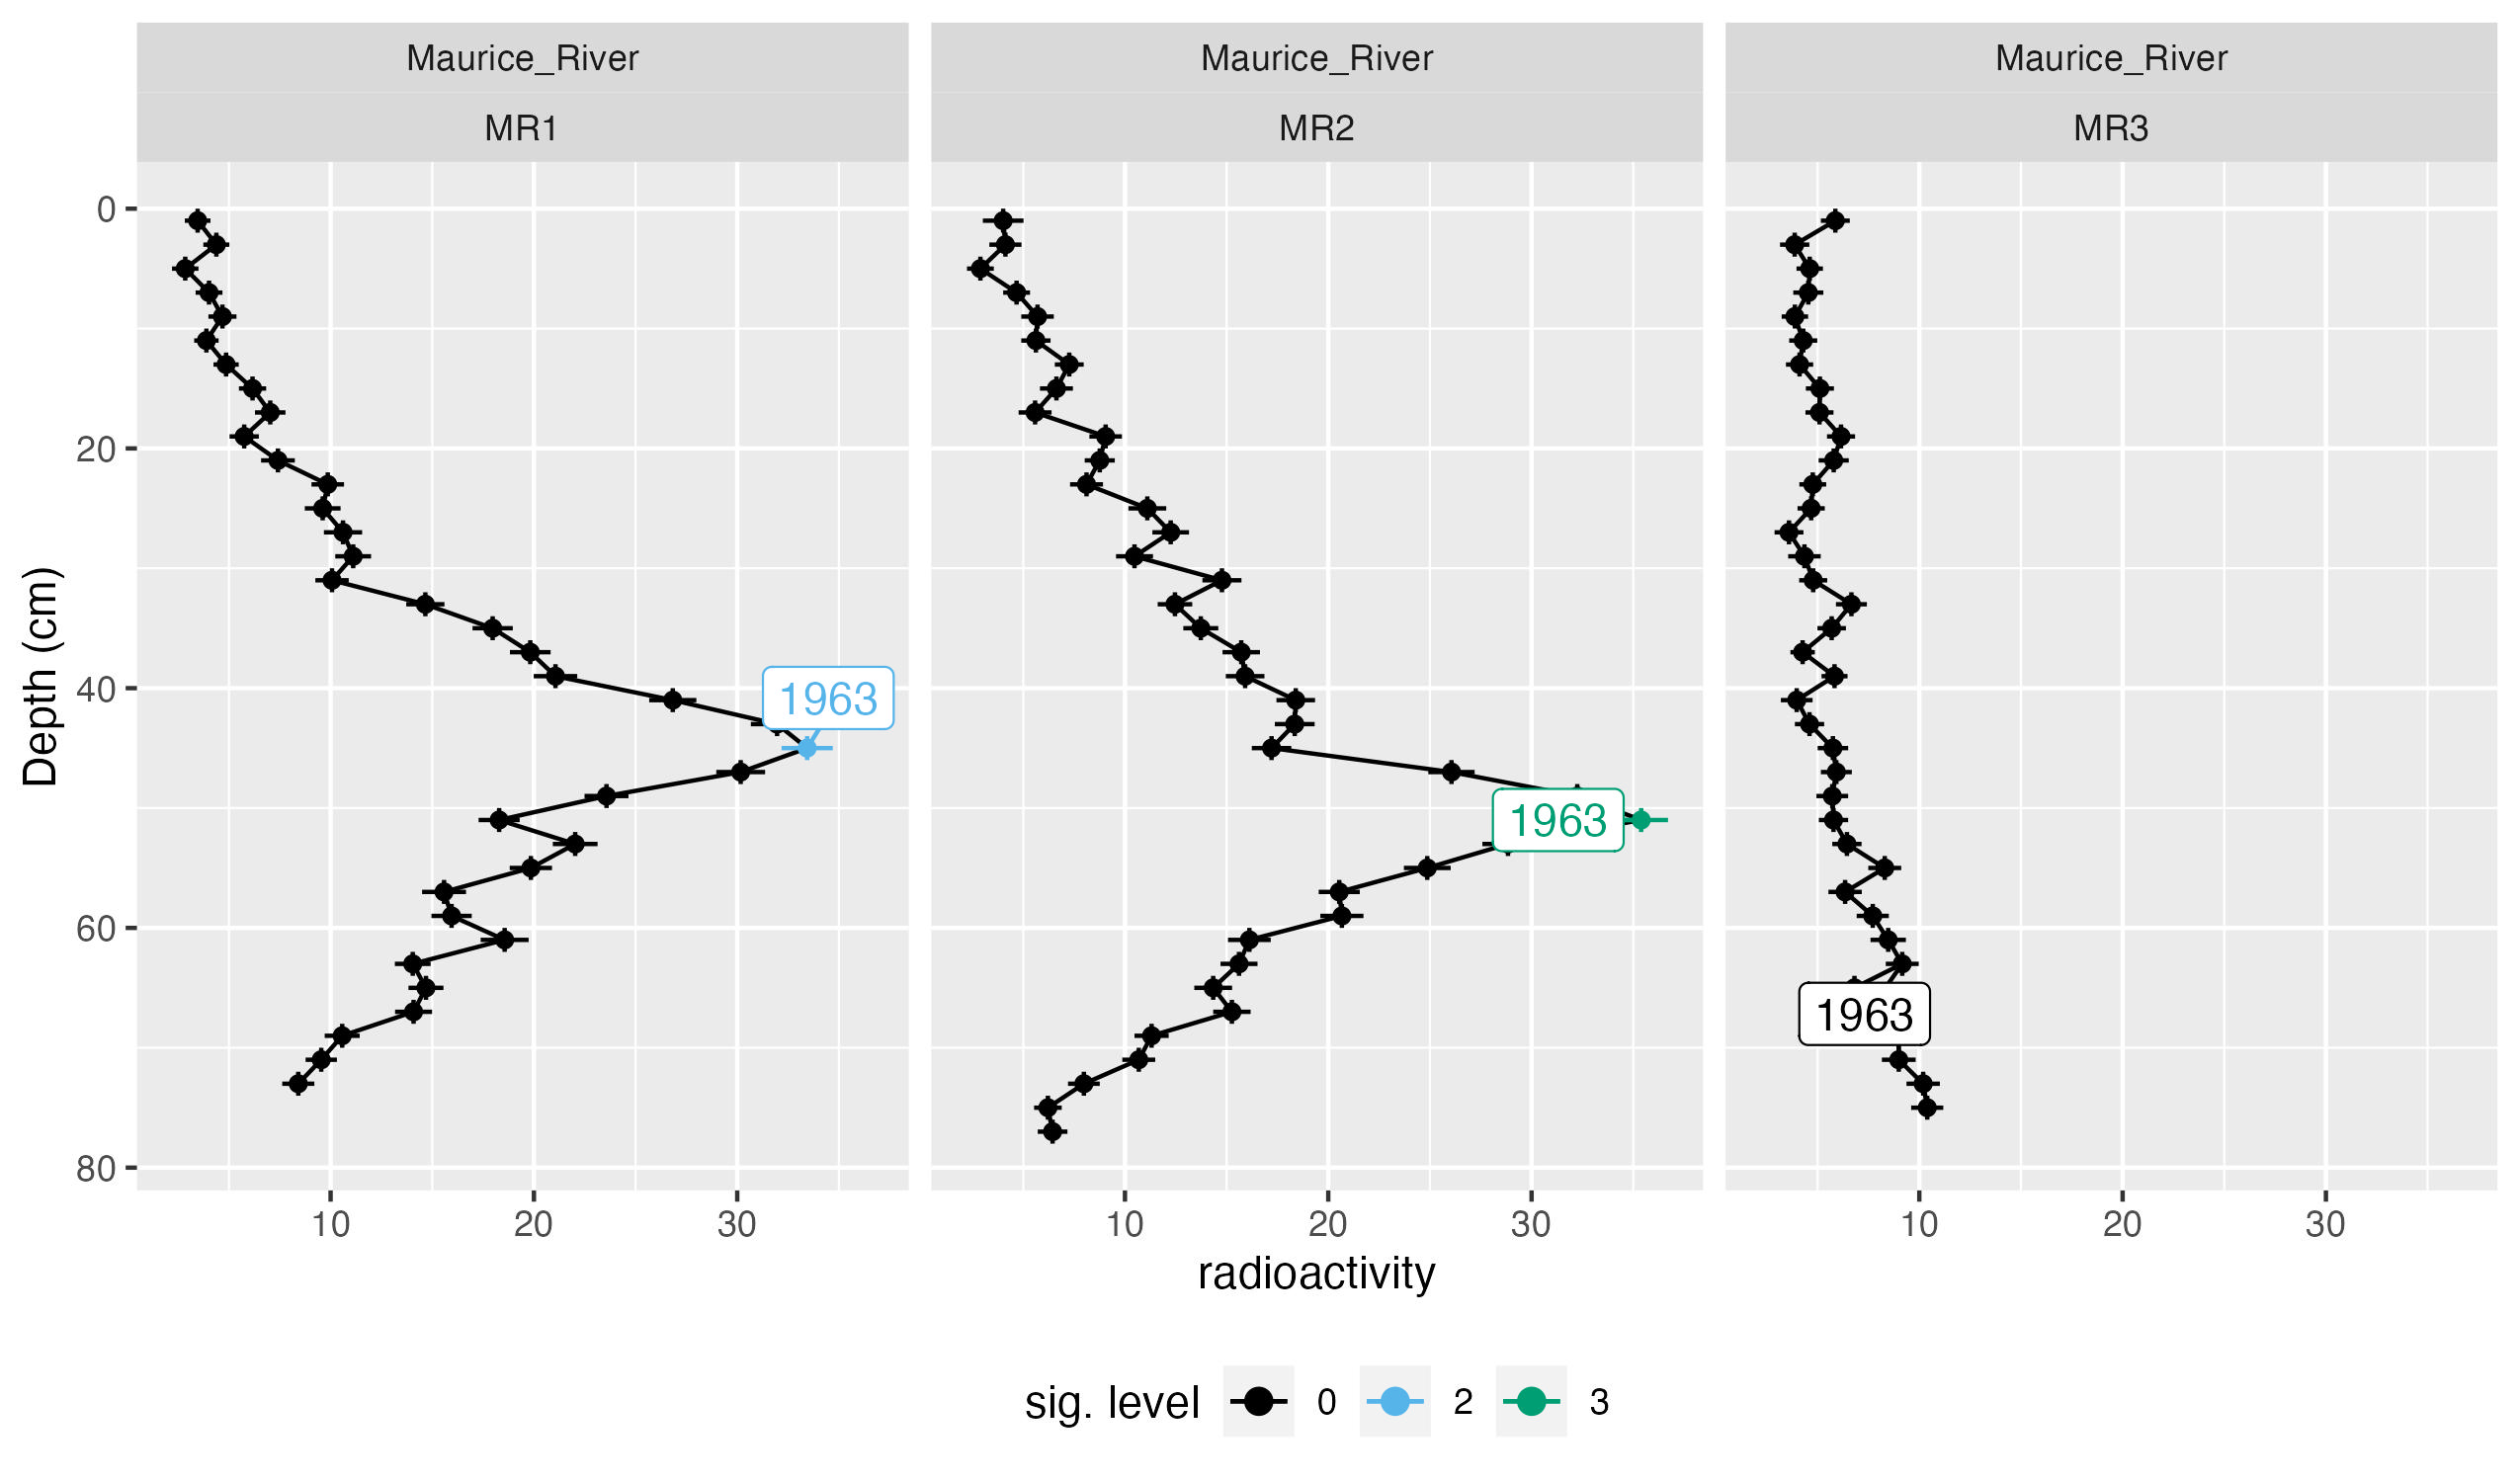 Maurice_River Maurice_River Maurice_River
MR1 MR2 MR3
0
20
40
60
80
Depth (cm)
1963
1963
1963
10 20 30 10 20 30 10 20 30
radioactivity
sig. level 0 2 3